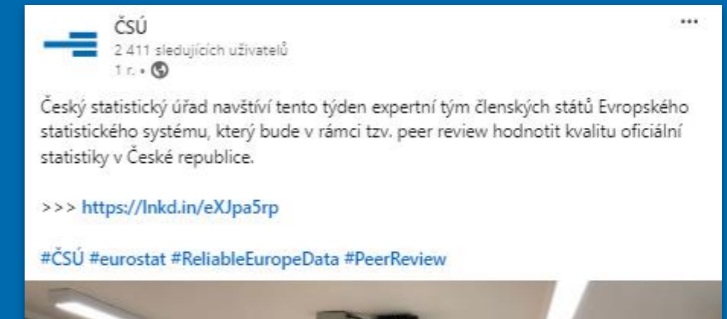 ČSÚ
2 411 sledujících uživatelů
1 r. •
Český statistický úřad navštíví tento týden expertní tým členských států Evropského
statistického systému, který bude v rámci tzv. peer review hodnotit kvalitu oficiální
statistiky v České republice.
>>> https://lnkd.in/eXJpa5rp
#ČSÚ #eurostat #ReliableEuropeData #PeerReview